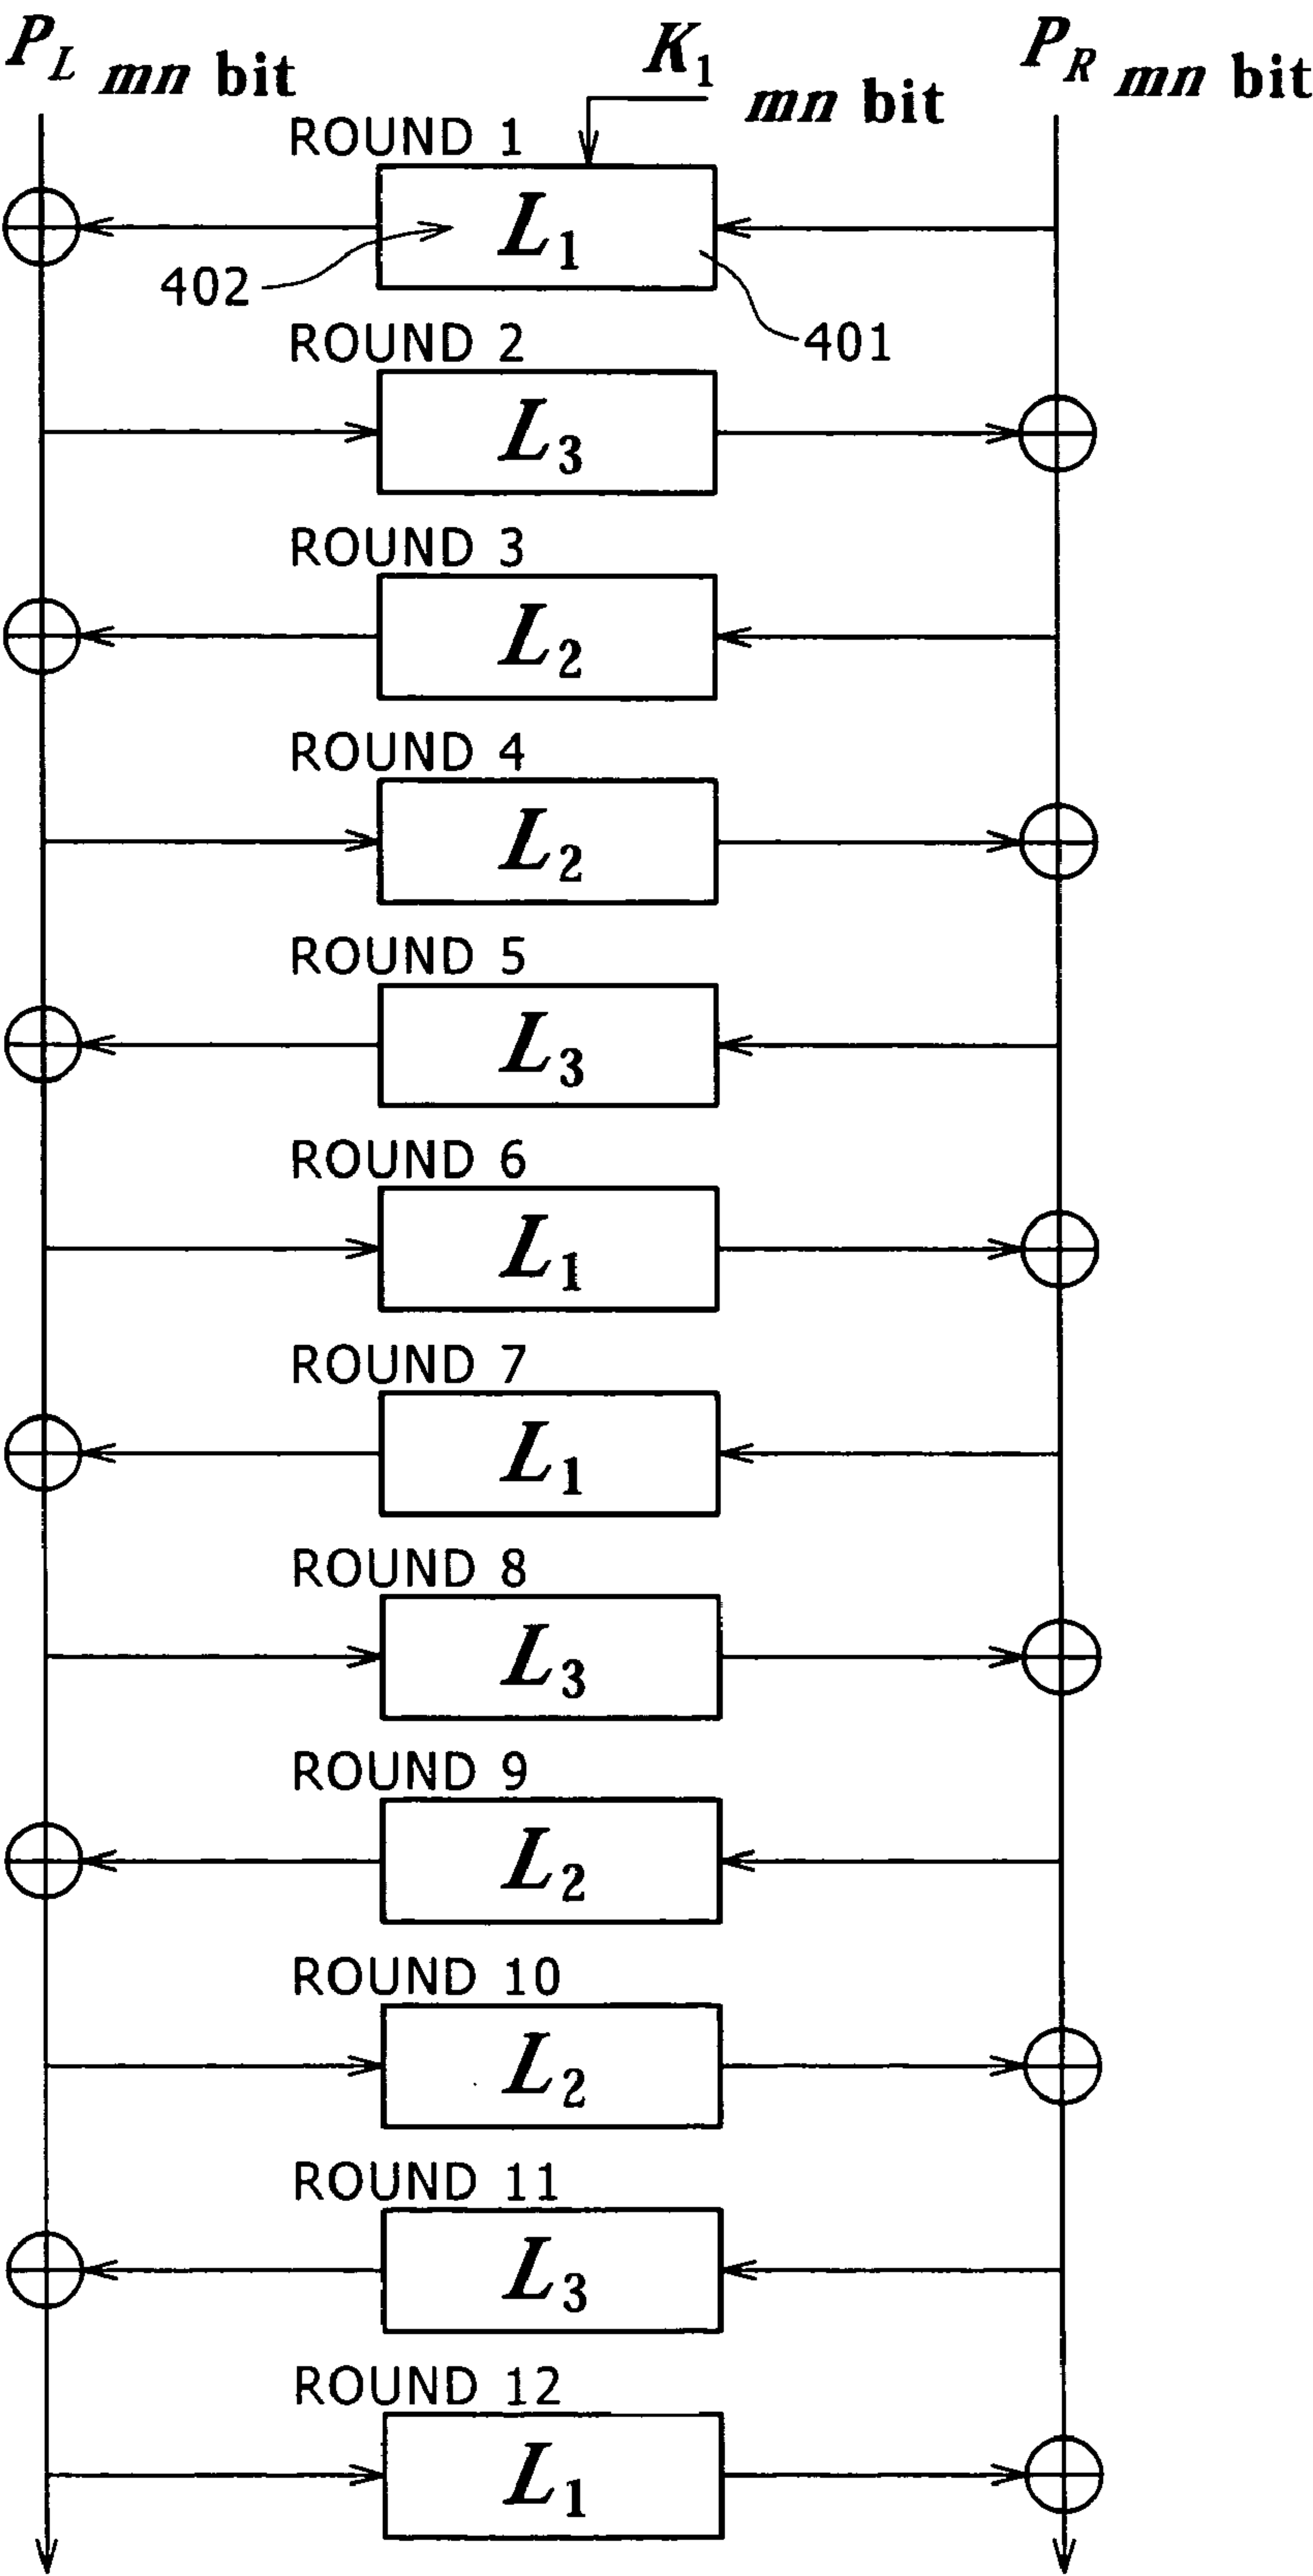 P_L mn bit
K_1 mn bit
P_R mn bit
ROUND 1
L_1
402
401
ROUND 2
L_3
ROUND 3
L_2
ROUND 4
L_2
ROUND 5
L_3
ROUND 6
L_1
ROUND 7
L_1
ROUND 8
L_3
ROUND 9
L_2
ROUND 10
L_2
ROUND 11
L_3
ROUND 12
L_1